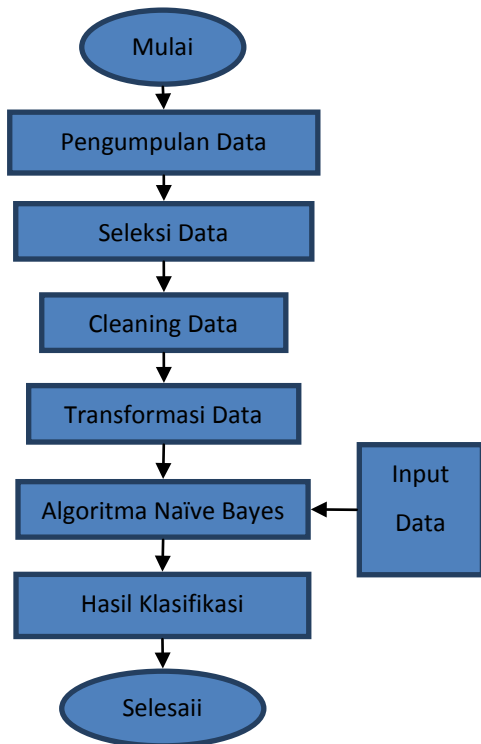 Mulai
Pengumpulan Data
Seleksi Data
Cleaning Data
Transformasi Data
Algoritma Naïve Bayes
Input
Data
Hasil Klasifikasi
Selesaii